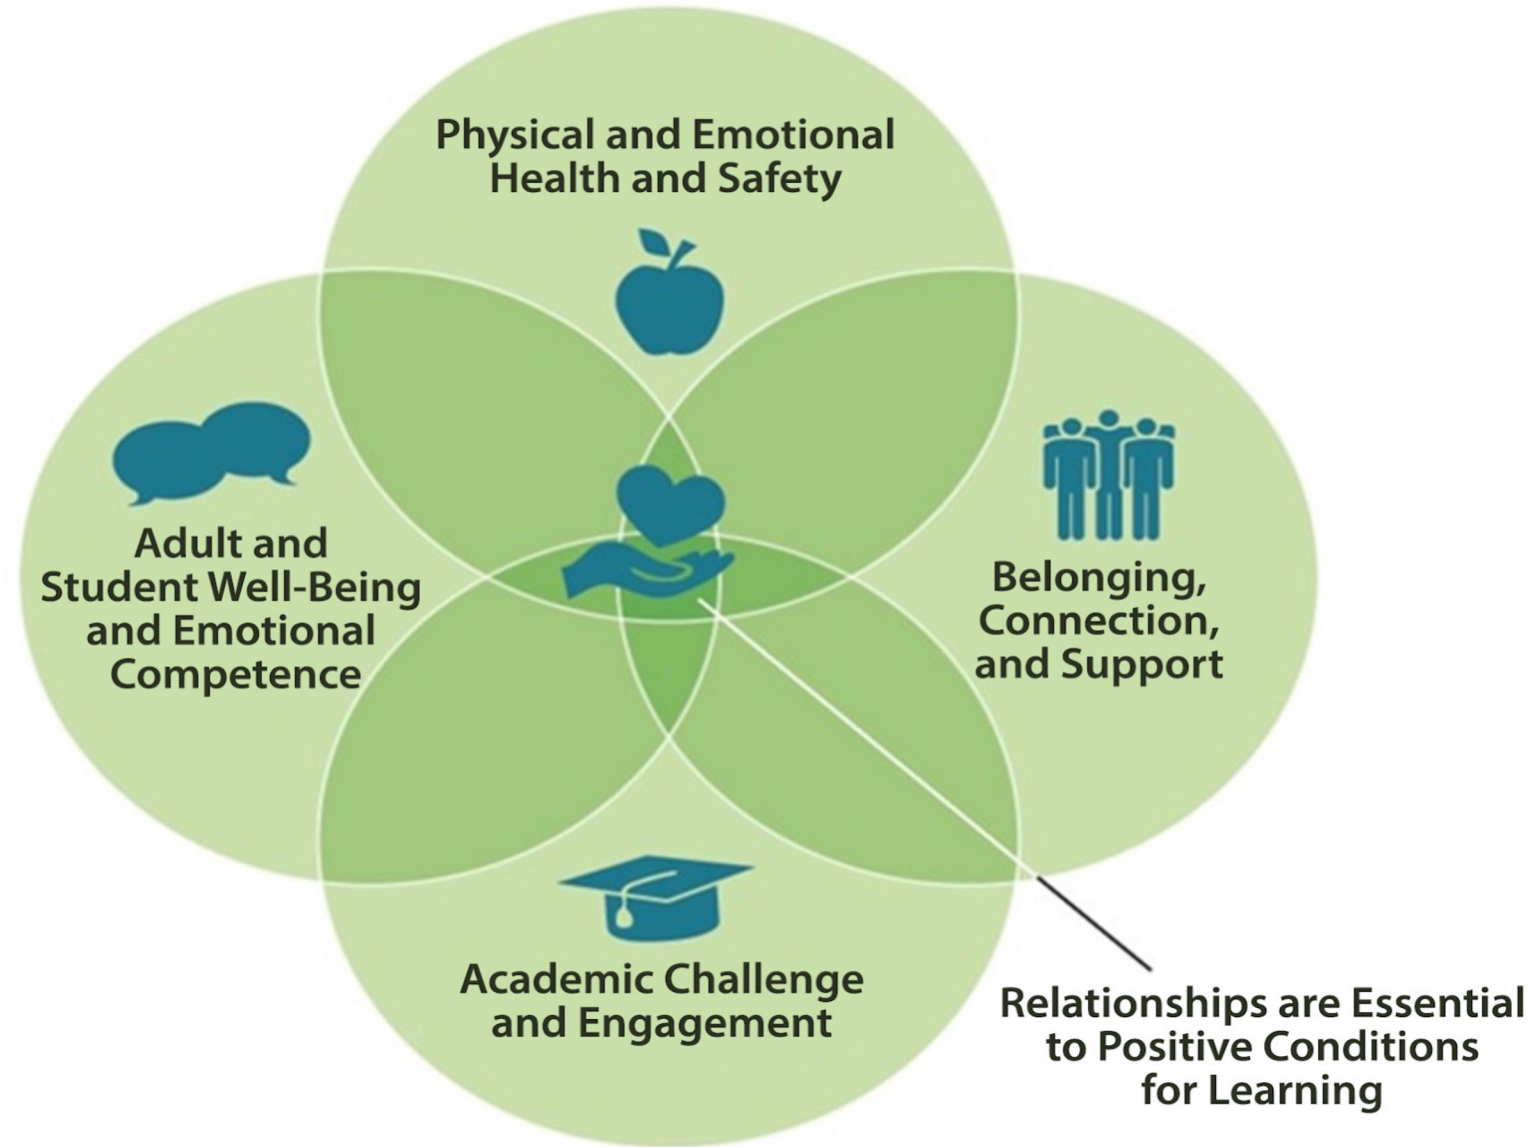 Physical and Emotional
Health and Safety
Adult and
Student Well-Being
and Emotional
Competence
Belonging,
Connection,
and Support
Academic Challenge
and Engagement
Relationships are Essential
to Positive Conditions
for Learning